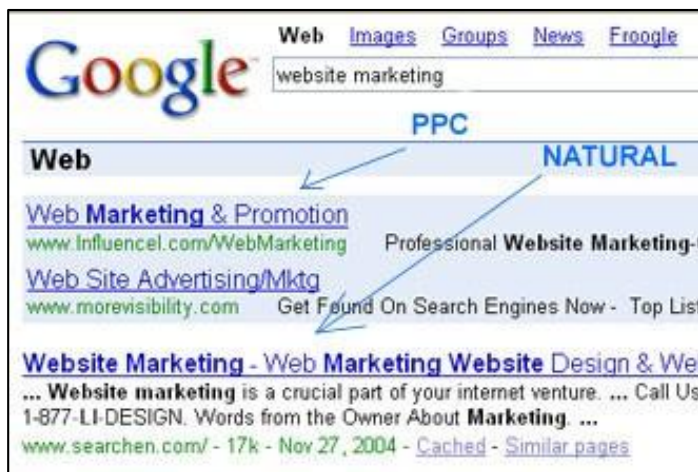 Web Images Groups News Froogle
Google
website marketing
PPC
Web
NATURAL
Web Marketing & Promotion
www.Influencel.com/WebMarketing Professional Website Marketing-
Web Site Advertising/Mktg
www.morevisibility.com Get Found On Search Engines Now - Top List
Website Marketing - Web Marketing Website Design & We
... Website marketing is a crucial part of your internet venture. ... Call Us
1-877-LI-DESIGN. Words from the Owner About Marketing. ...
www.searchen.com/ - 17k - Nov 27, 2004 - Cached - Similar pages